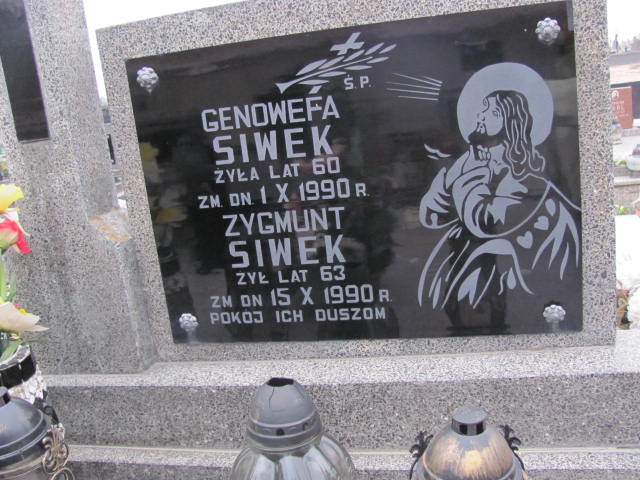 Ś.P.
GENOWEFA
SIWEK
ŻYŁA LAT 60
ZM. DN 1 X 1990 R.
ZYGMUNT
SIWEK
ŻYŁ LAT 63
ZM DN 15 X 1990 R.
POKÓJ ICH DUSZOM